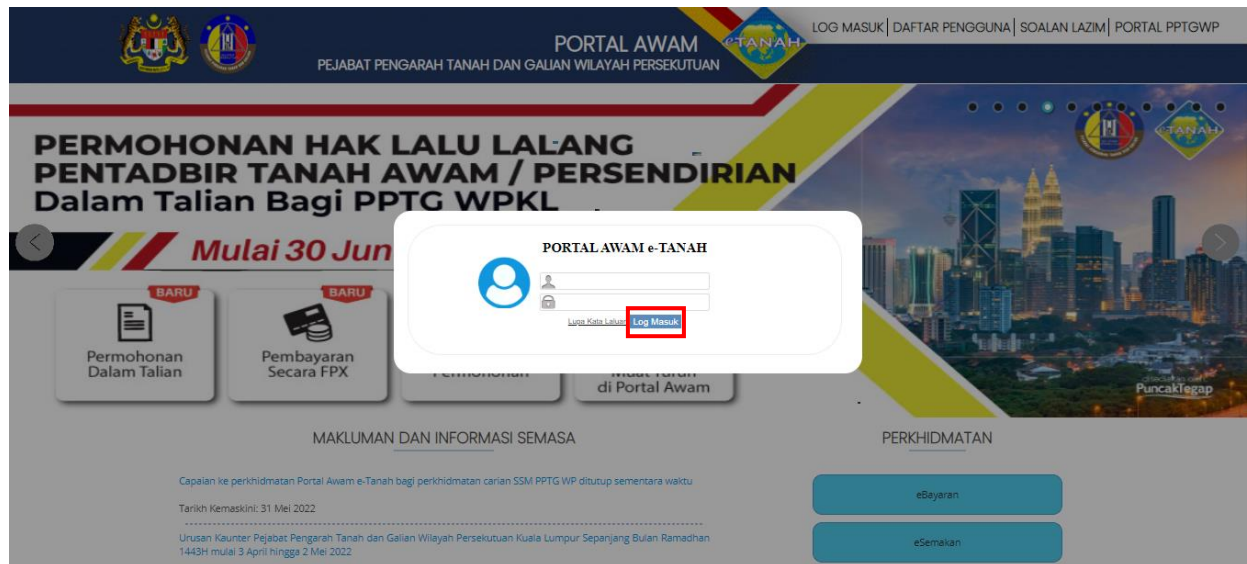 LOG MASUK| DAFTAR PENGGUNA| SOALAN LAZIM| PORTAL PPTGWP
PORTAL AWAM
eTANAH
PEJABAT PENGARAH TANAH DAN GALIAN WILAYAH PERSEKUTUAN
PERMOHONAN HAK LALU LALANG
PENTADBIR TANAH AWAM / PERSENDIRIAN
Dalam Talian Bagi PPTG WPKL
eTANAH
Mulai 30 Jun
PORTAL AWAM e-TANAH
Lupa Kata Laluan
Log Masuk
BARU
BARU
Permohonan
Dalam Talian
Pembayaran
Secara FPX
Permohonan
Muat Turun
di Portal Awam
disediakan oleh
PuncakTegap
MAKLUMAN DAN INFORMASI SEMASA
PERKHIDMATAN
Capaian ke perkhidmatan Portal Awam e-Tanah bagi perkhidmatan carian SSM PPTG WP ditutup sementara waktu
Tarikh Kemaskini: 31 Mei 2022
Urusan Kaunter Pejabat Pengarah Tanah dan Galian Wilayah Persekutuan Kuala Lumpur Sepanjang Bulan Ramadhan
1443H mulai 3 April hingga 2 Mei 2022
eBayaran
eSemakan